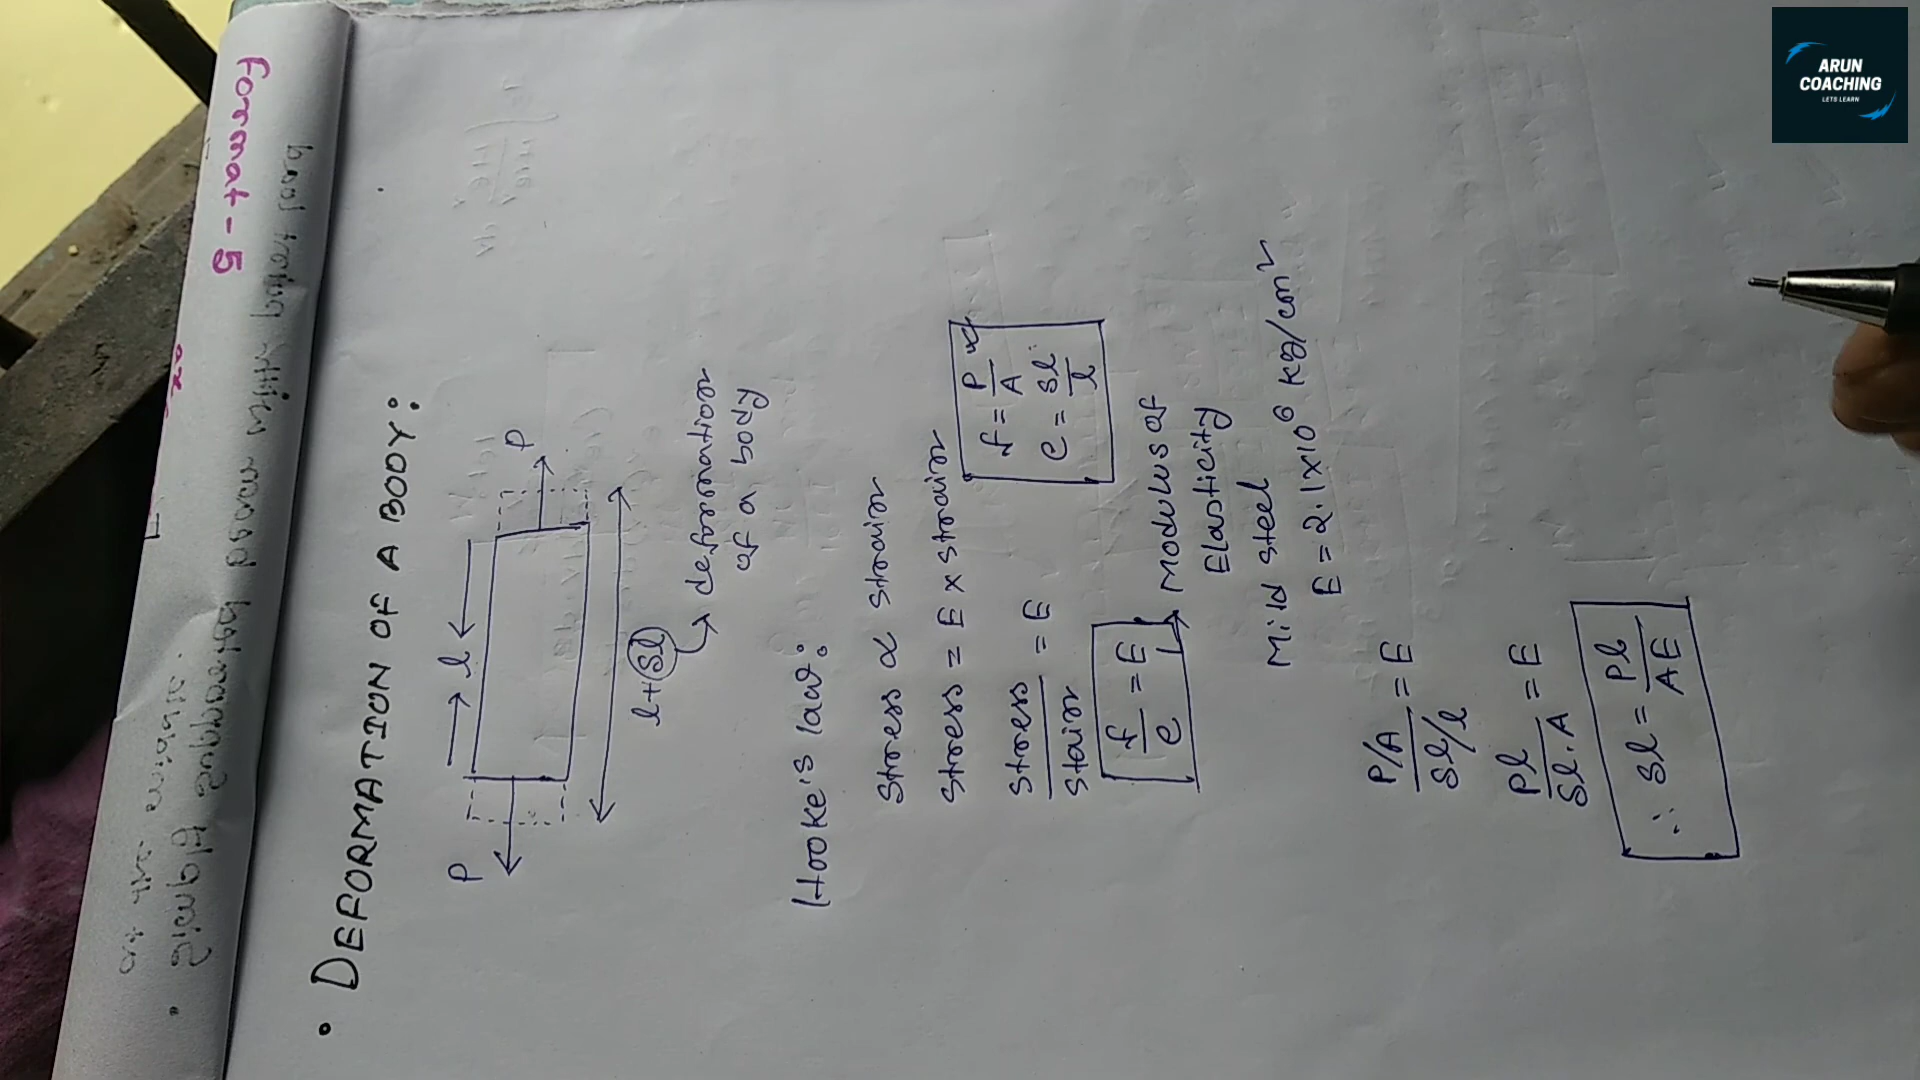 Format - 5
• DEFORMATION OF A BODY:
l
P
P
l+δl
deformation
of a body
Hooke's law:
Stress ∝ strain
Stress = E × strain
Stress / Stain = E
f = P/A
e = δl/l
f/e = E
Modulus of
Elasticity
Mild steel
E = 2.1×10⁶ kg/cm²
P/A / δl/l = E
Pl / δl.A = E
∴ δl = Pl/AE
ARUN
COACHING
LETS LEARN